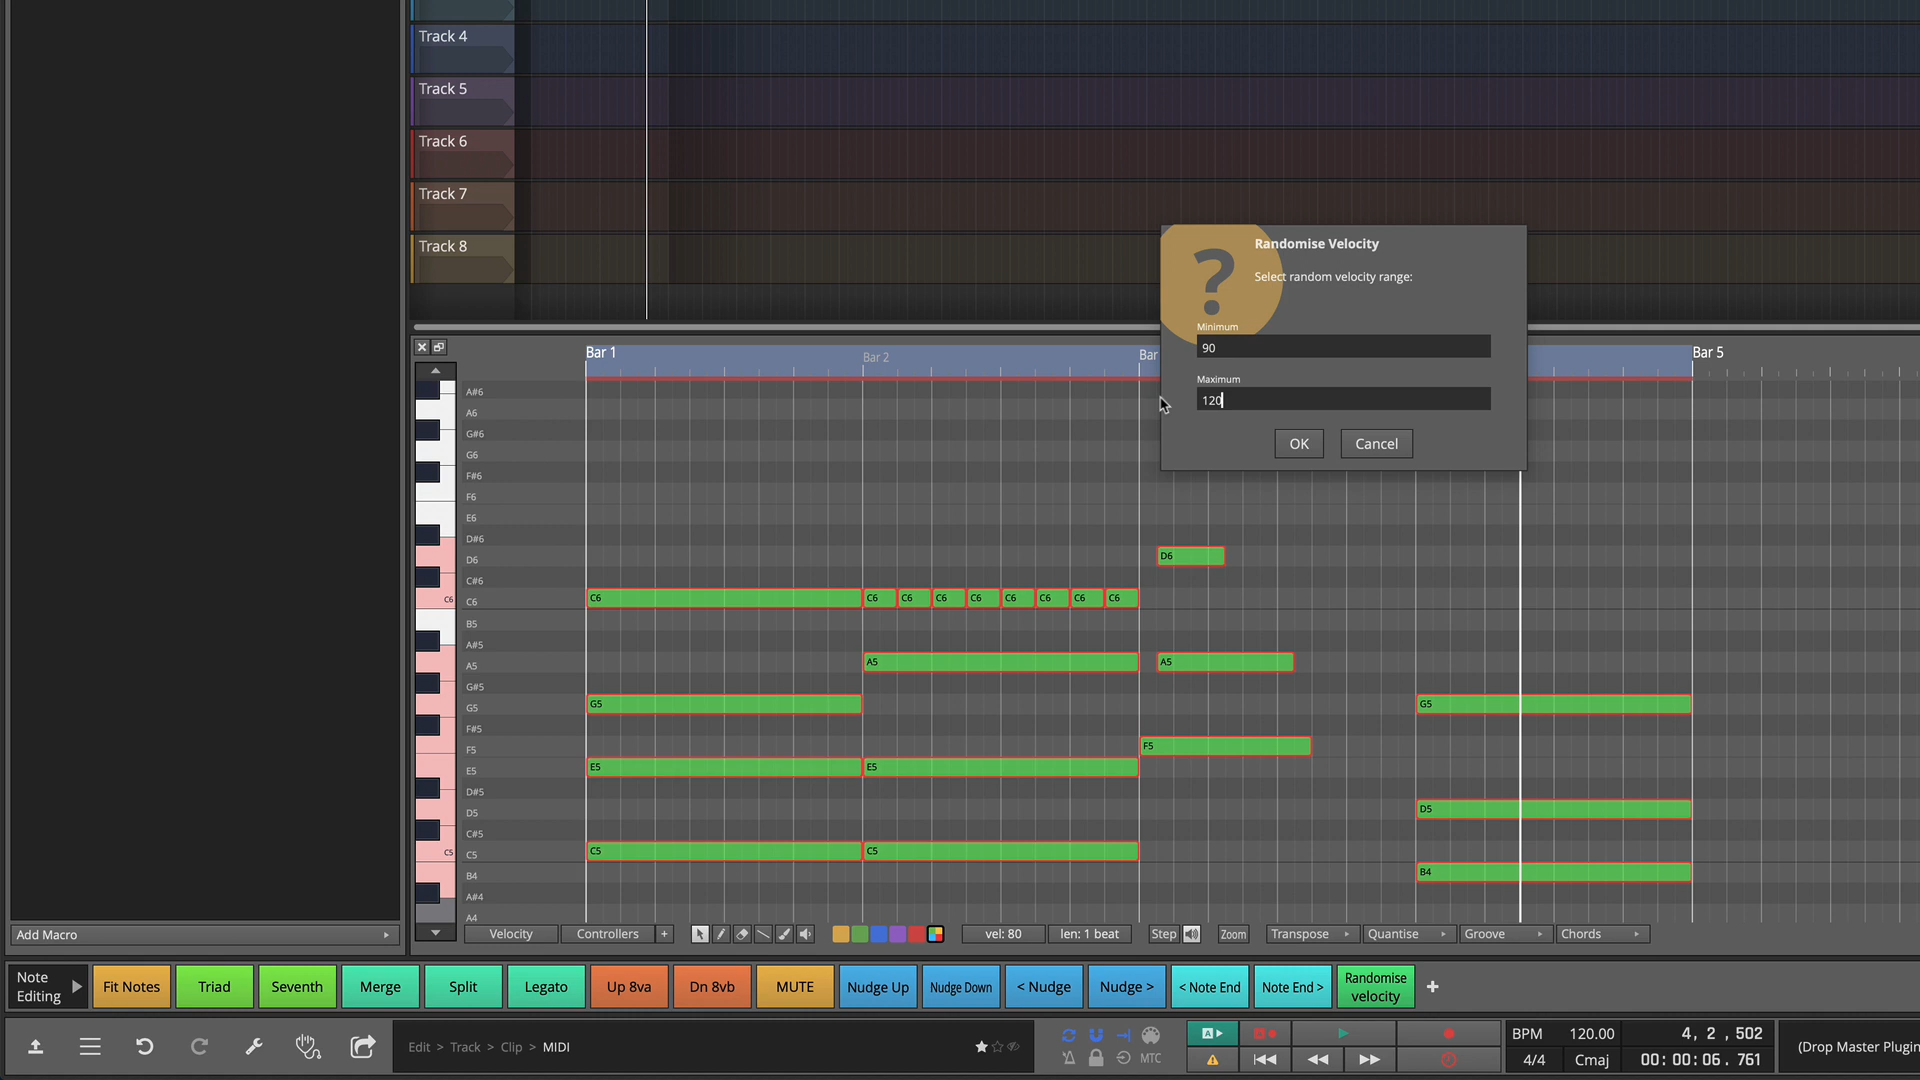 Track 4
Track 5
Track 6
Track 7
Track 8
Randomise Velocity
Select random velocity range:
Minimum
90
Maximum
120
OK Cancel
Bar 1 Bar 2 Bar Bar 5
A#6
A6
G#6
G6
F#6
F6
E6
D#6
D6 D6
C#6
C6 C6 C6 C6 C6 C6 C6 C6 C6 C6 C6
B5
A#5
A5 A5 A5
G#5
G5 G5 G5
F#5
F5 F5
E5 E5 E5
D#5
D5 D5
C#5
C5 C5 C5 C5
B4 B4
A#4
A4
Add Macro Velocity Controllers + vel: 80 len: 1 beat Step Zoom Transpose Quantise Groove Chords
Note Editing Fit Notes Triad Seventh Merge Split Legato Up 8va Dn 8vb MUTE Nudge Up Nudge Down < Nudge Nudge > < Note End Note End > Randomise velocity +
Edit > Track > Clip > MIDI
MTC
A
A
BPM 120.00 4, 2, 502
4/4 Cmaj 00: 00: 06. 761
(Drop Master Plugin